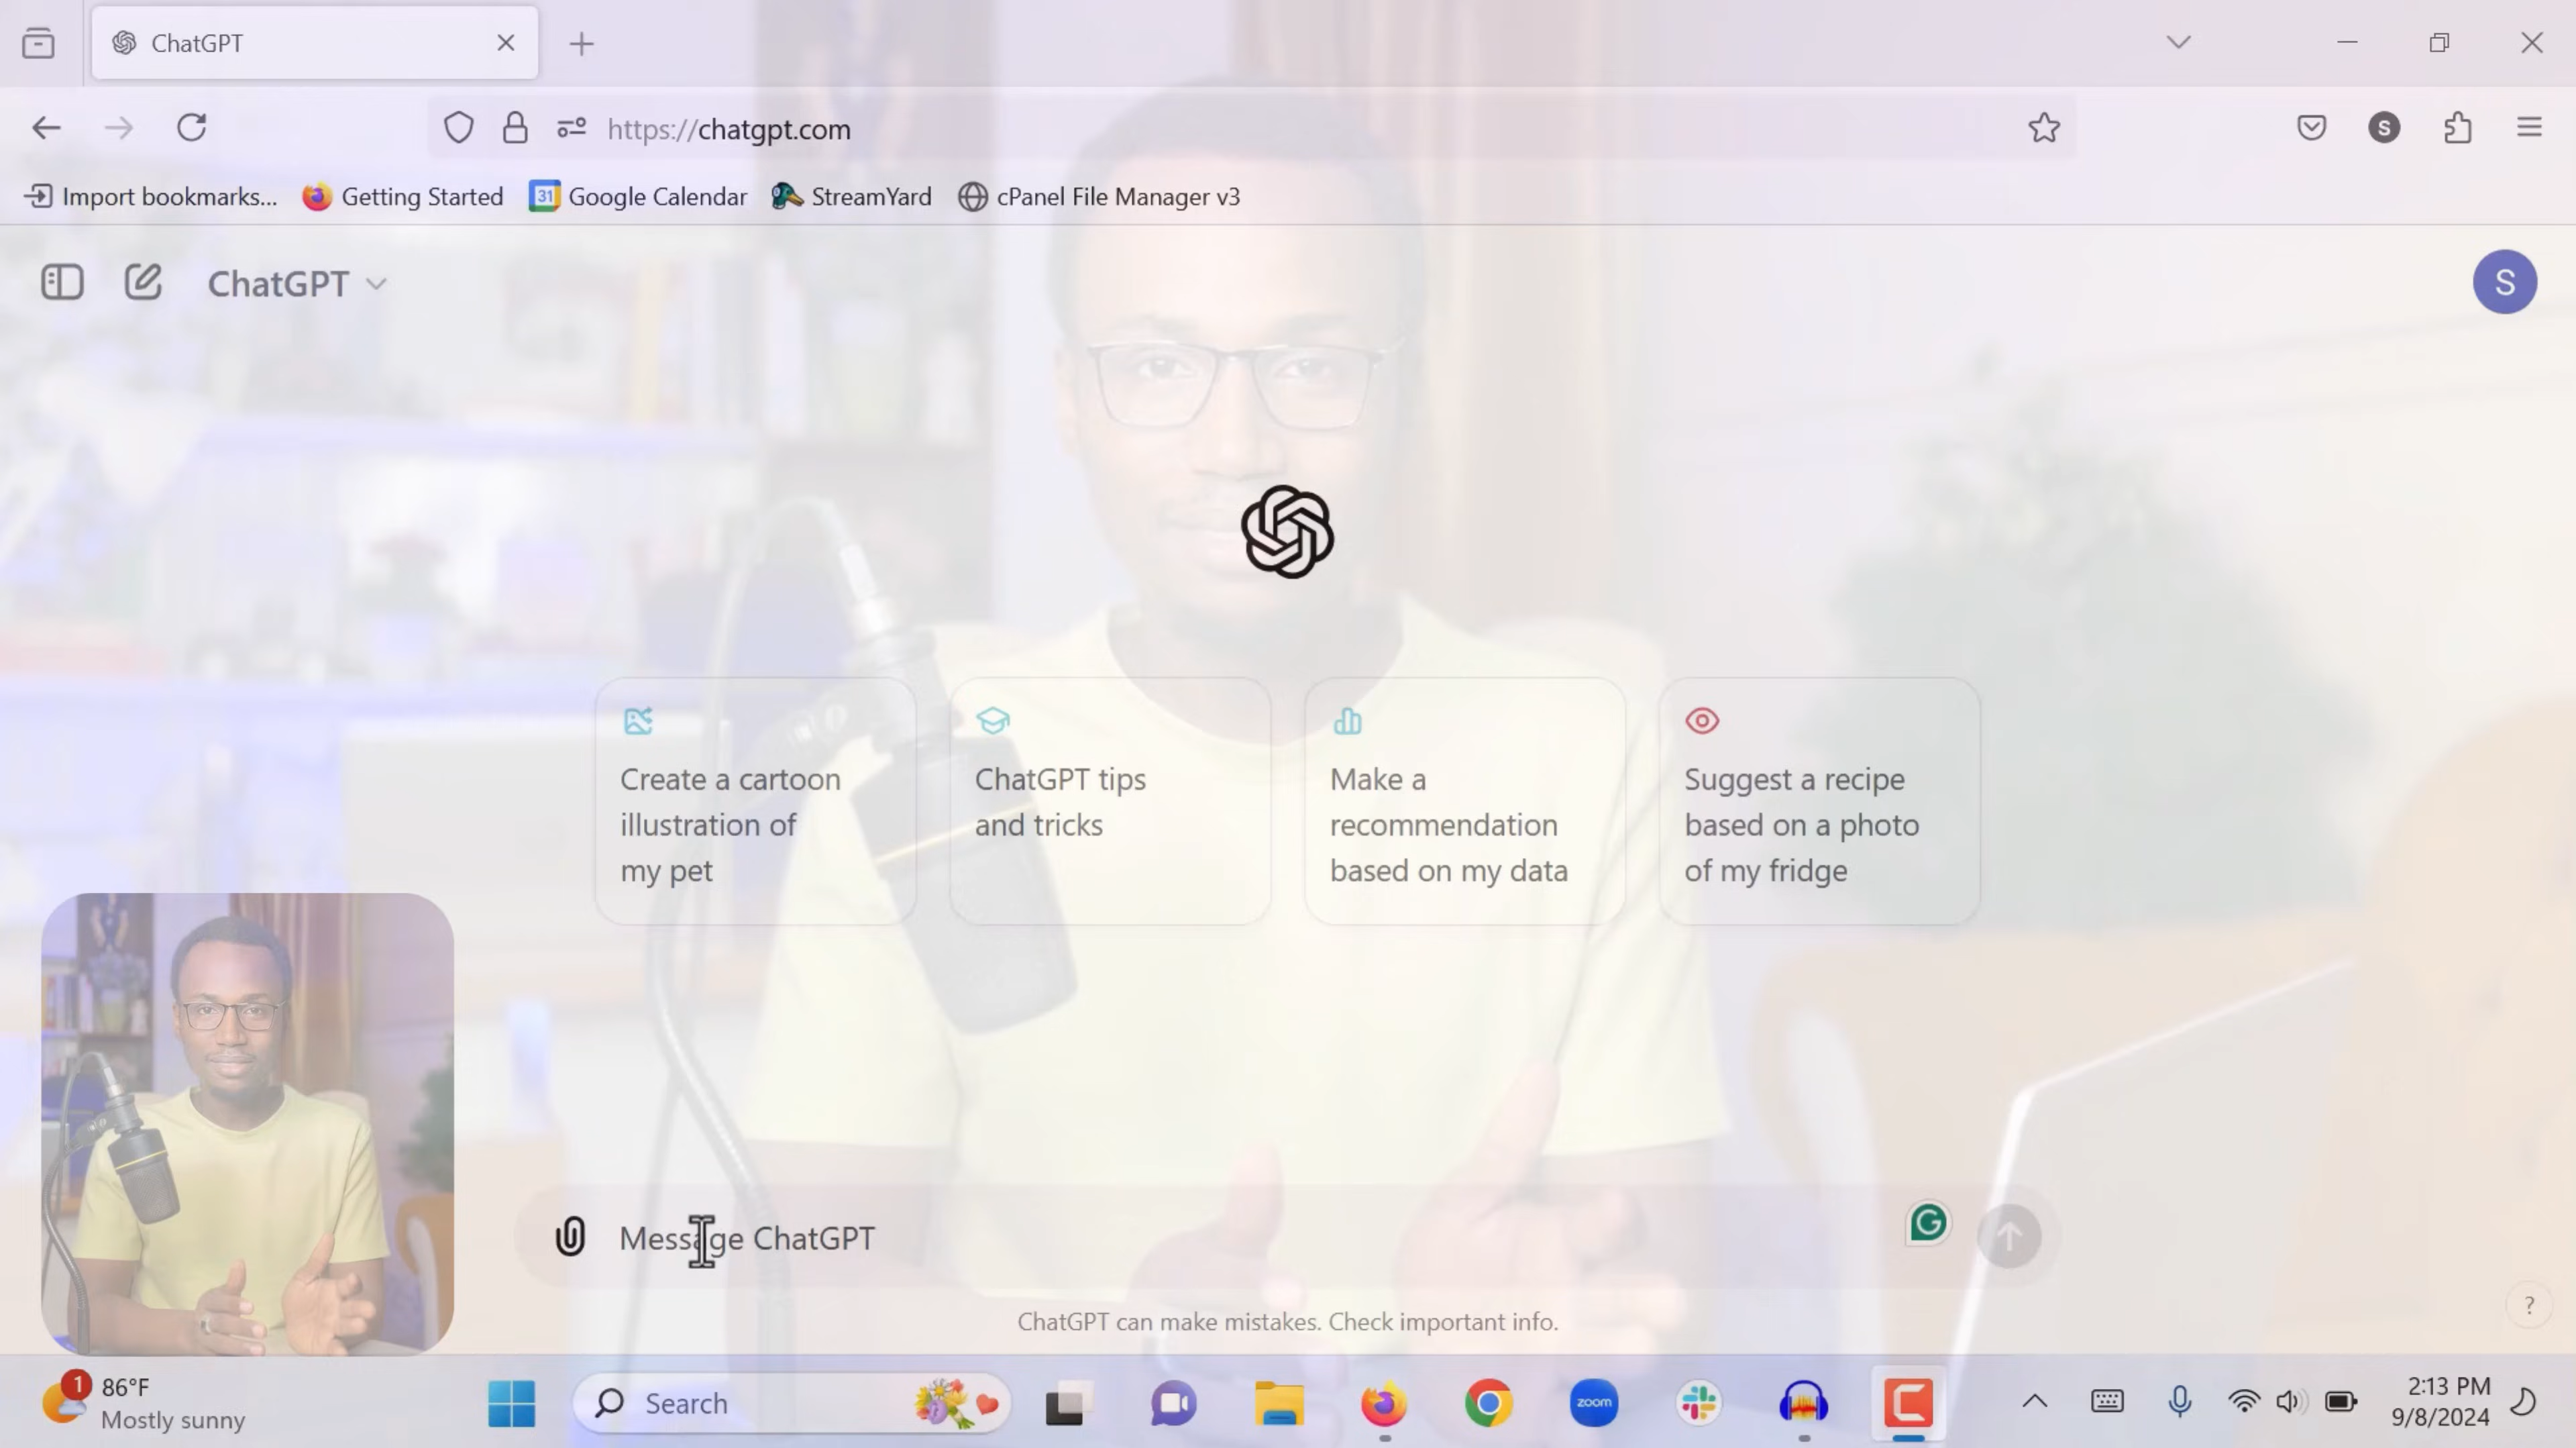 ChatGPT
https://chatgpt.com
S
Import bookmarks...
Getting Started
31
Google Calendar
StreamYard
cPanel File Manager v3
ChatGPT
S
Create a cartoon
illustration of
my pet
ChatGPT tips
and tricks
Make a
recommendation
based on my data
Suggest a recipe
based on a photo
of my fridge
Message ChatGPT
G
ChatGPT can make mistakes. Check important info.
?
1
86°F
Mostly sunny
Search
zoom
C
2:13 PM
9/8/2024